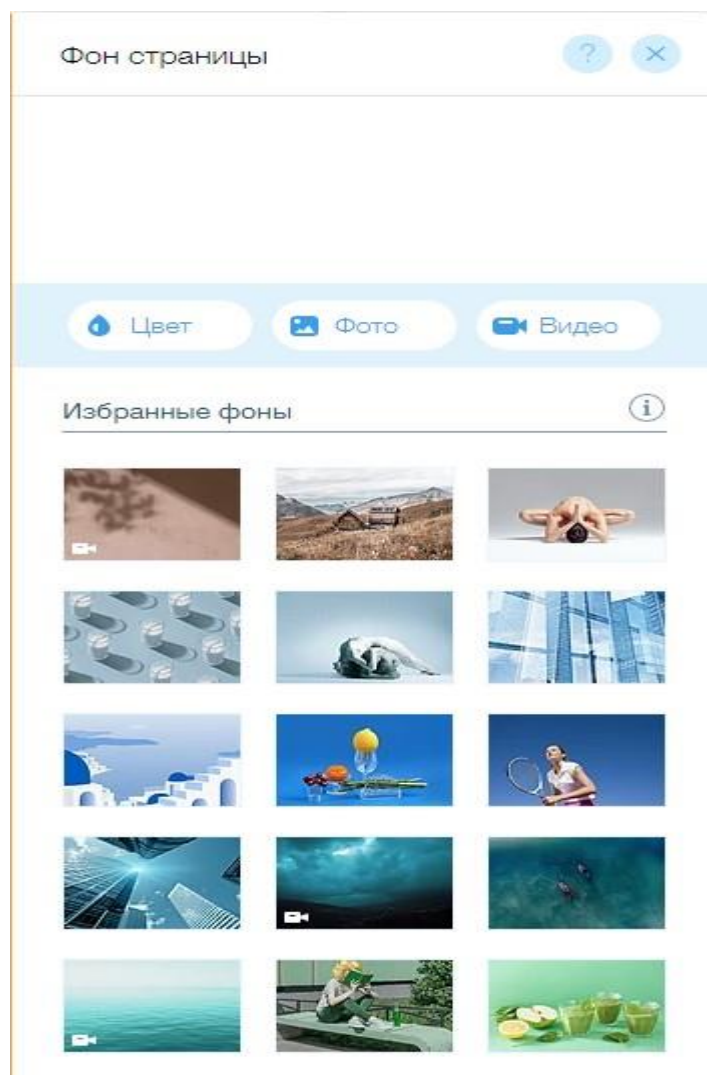 Фон страницы
?
Цвет
Фото
Видео
Избранные фоны
i